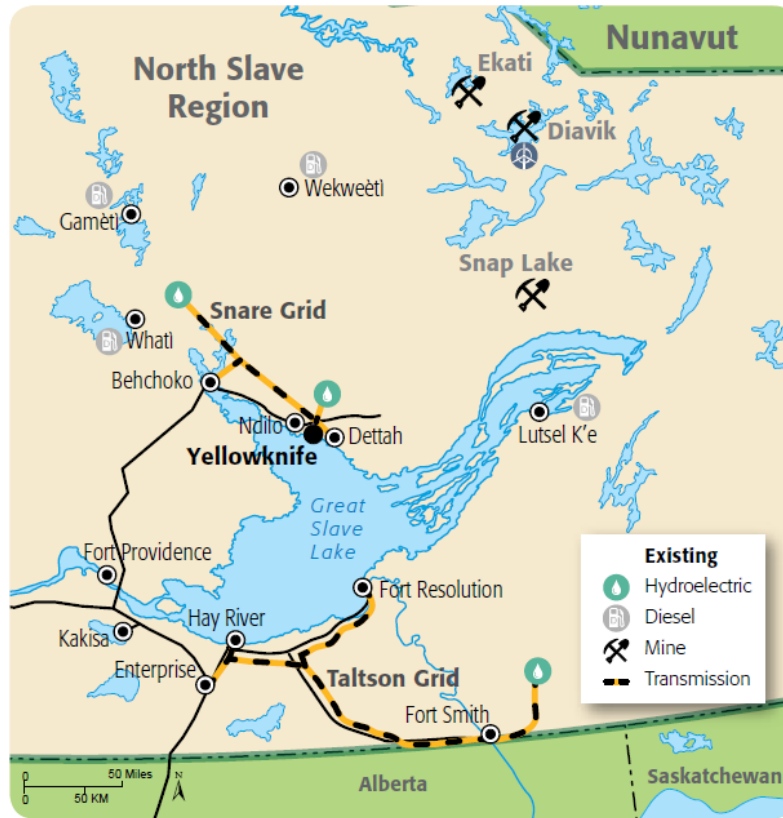 Nunavut
North Slave
Region
Ekati
Diavik
Wekweètì
Gamètì
Snap Lake
Snare Grid
Whatì
Behchoko
Ndilo
Dettah
Yellowknife
Lutsel K'e
Great
Slave
Lake
Fort Providence
Fort Resolution
Hay River
Kakisa
Enterprise
Taltson Grid
Fort Smith
Existing
Hydroelectric
Diesel
Mine
Transmission
0 50 Miles
0 50 KM
N
Alberta
Saskatchewan